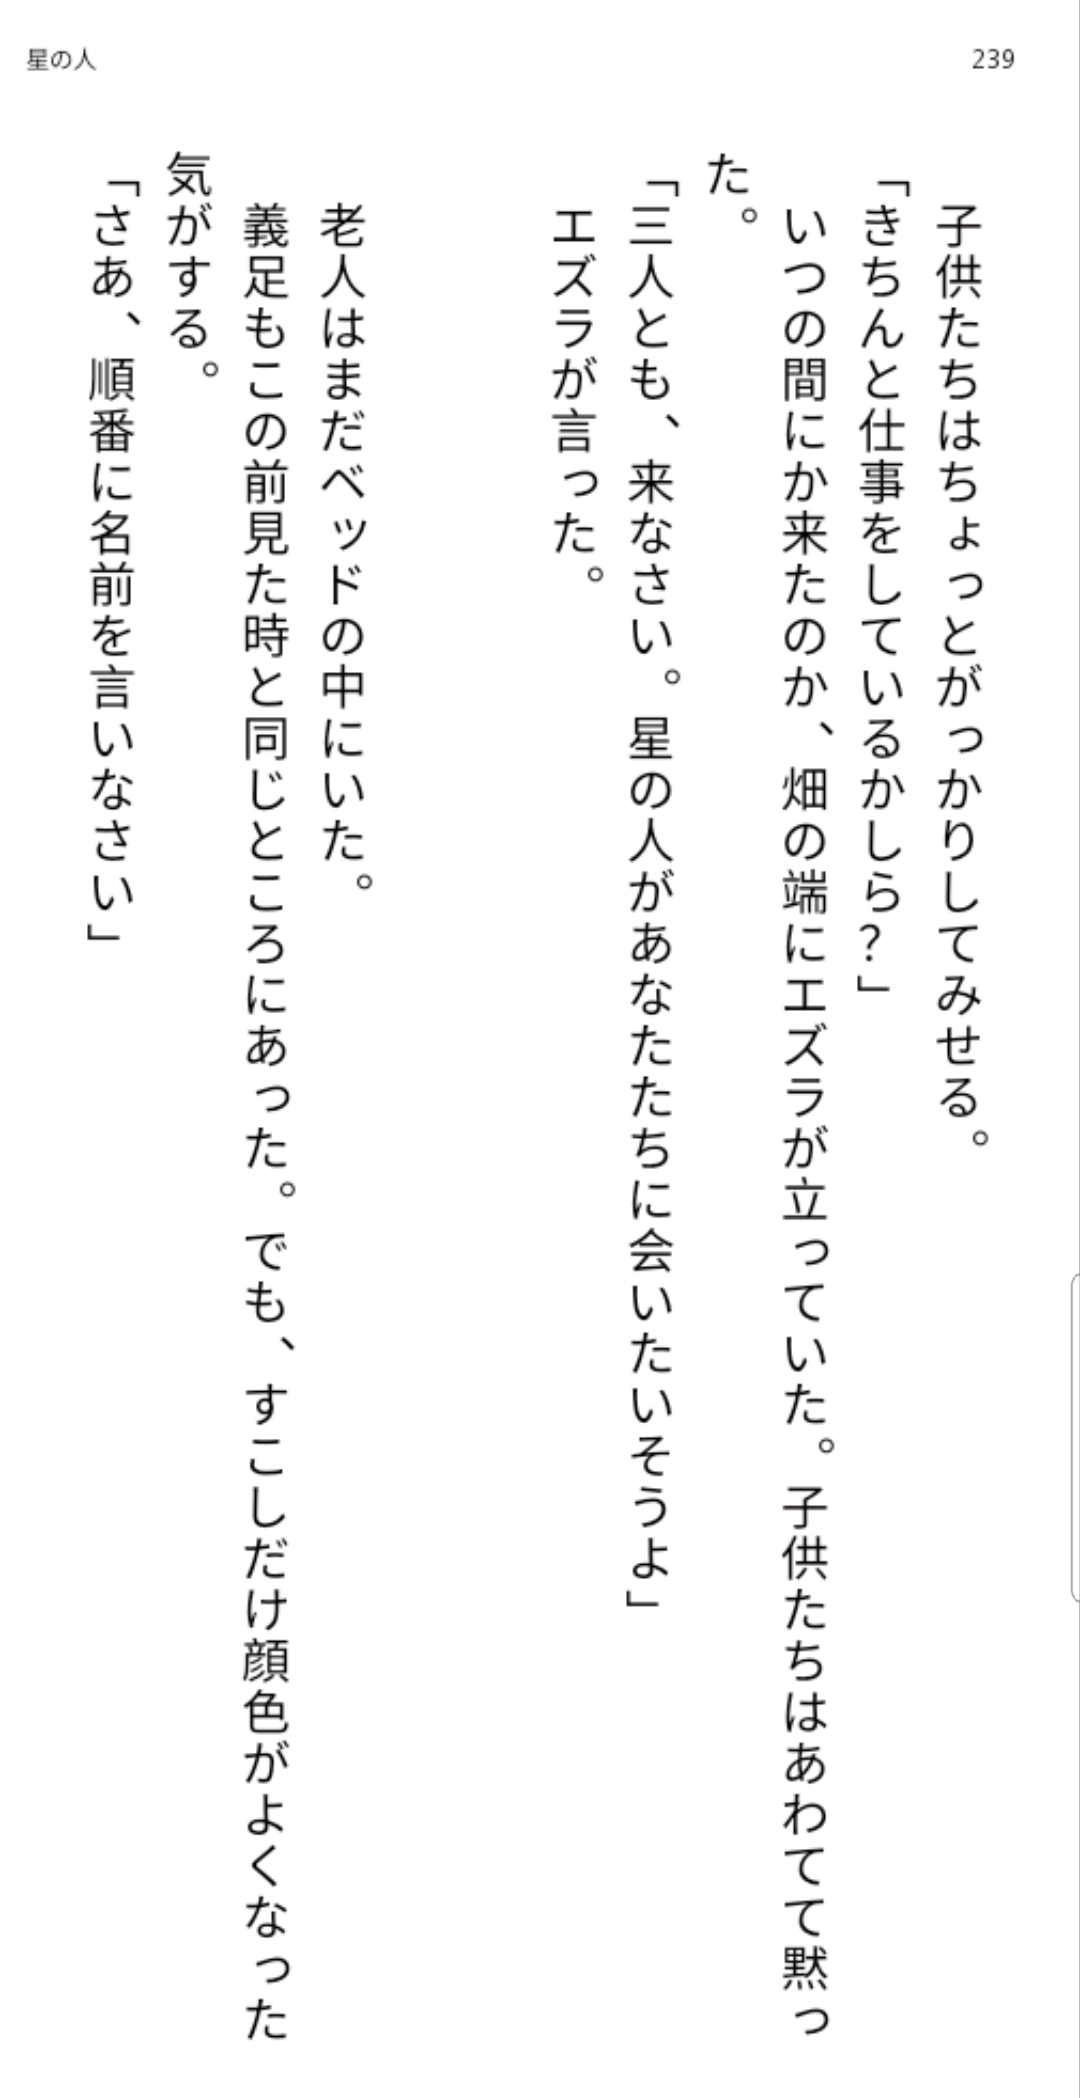 星の人
239
子供たちはちょっとがっかりしてみせる。
「きちんと仕事をしているかしら？」
いつの間にか来たのか、畑の端にエズラが立っていた。子供たちはあわてて黙っ
た。
「三人とも、来なさい。星の人があなたたちに会いたいそうよ」
エズラが言った。
老人はまだベッドの中にいた。
義足もこの前見た時と同じところにあった。でも、すこしだけ顔色がよくなった
気がする。
「さあ、順番に名前を言いなさい」